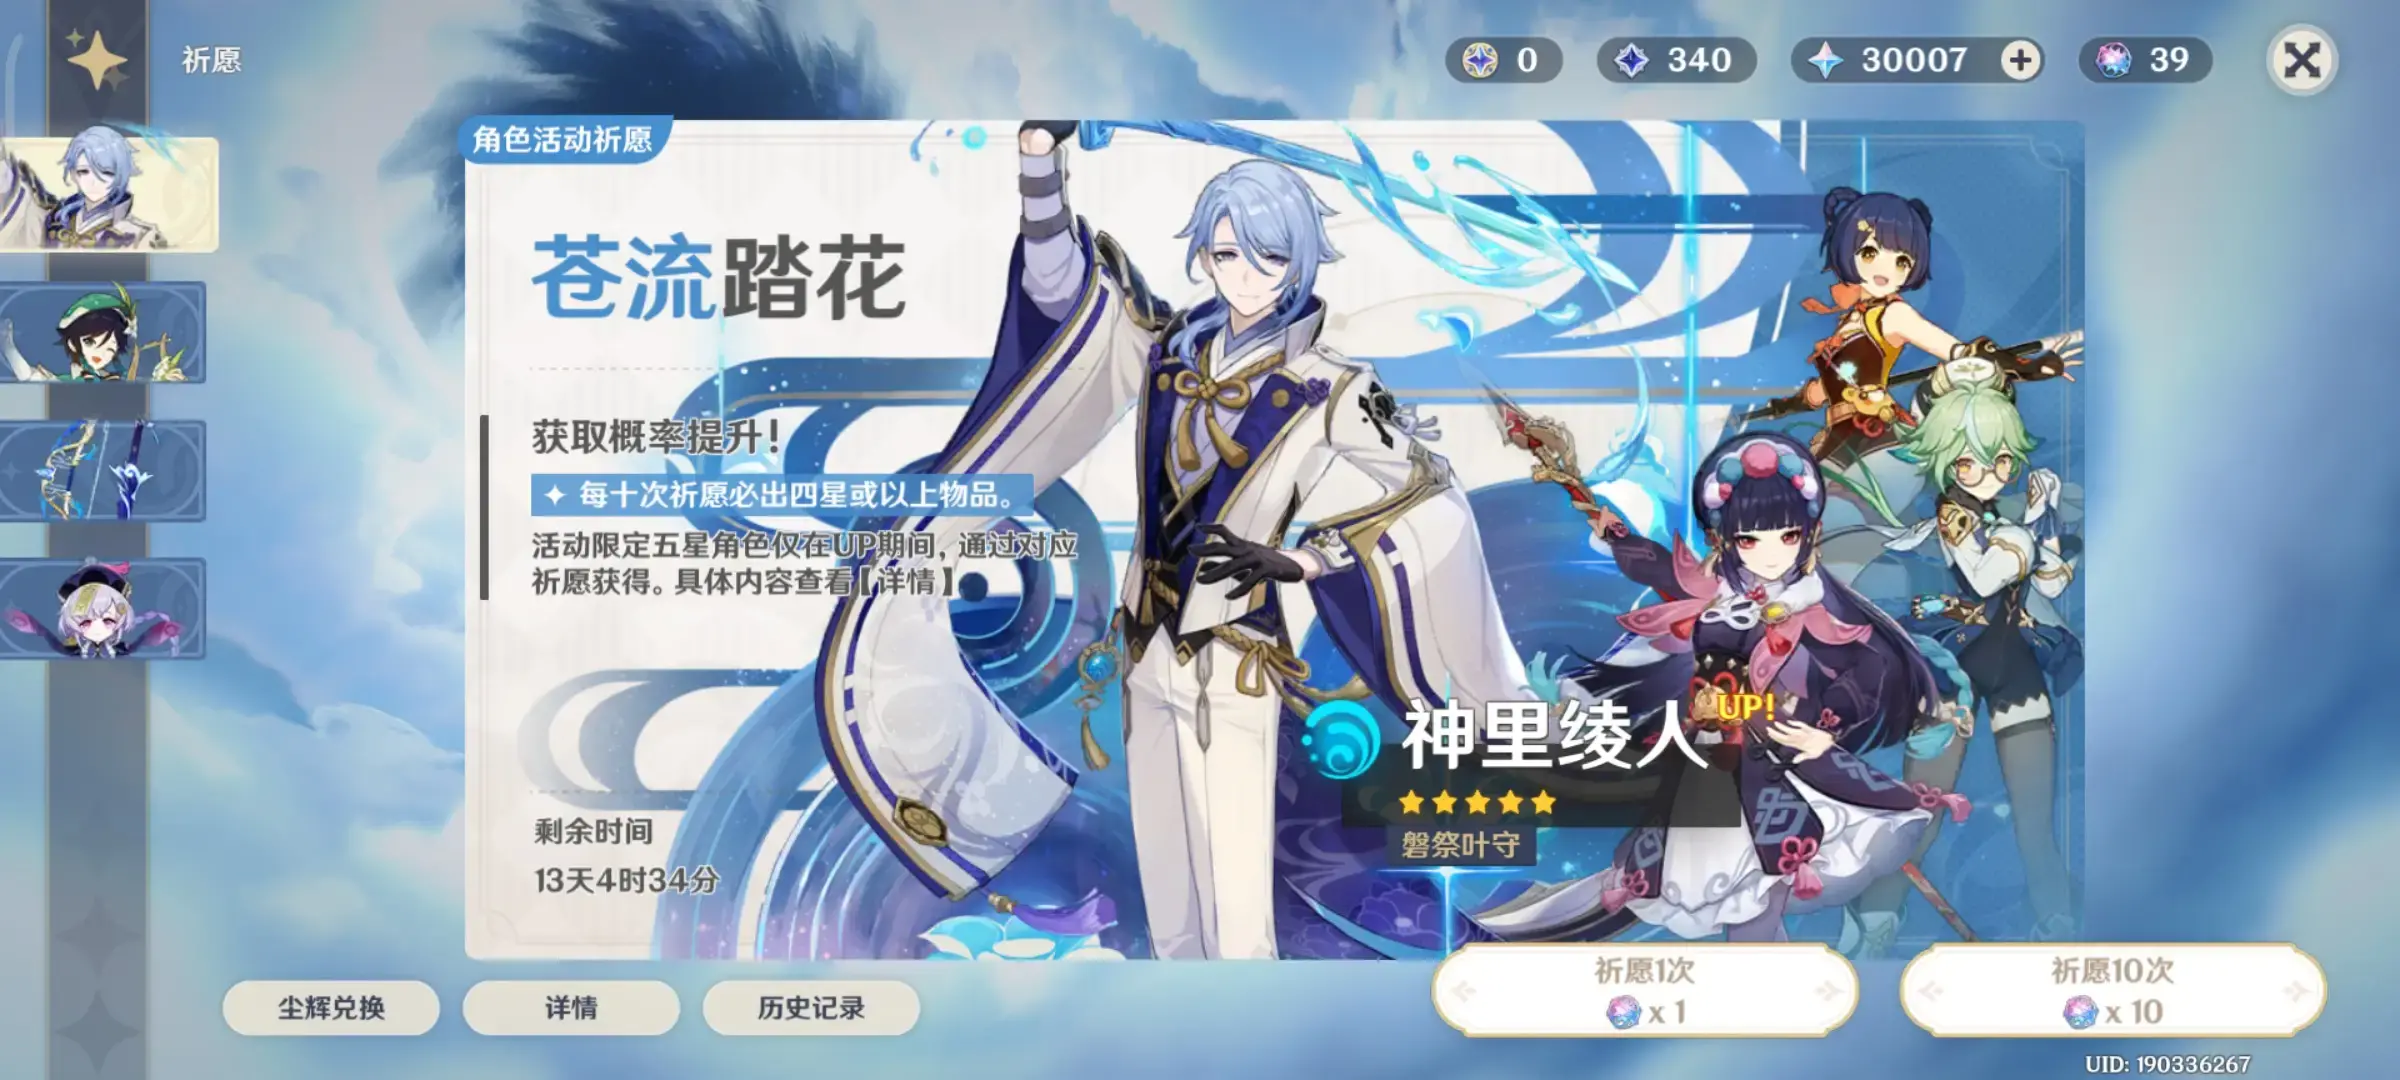 祈愿
0
340
30007
39
角色活动祈愿
苍流踏花
获取概率提升!
每十次祈愿必出四星或以上物品。
活动限定五星角色仅在UP期间,通过对应
祈愿获得。具体内容查看【详情】
神里绫人
UP!
磐祭叶守
剩余时间
13天4时34分
尘辉兑换
详情
历史记录
祈愿1次
x 1
祈愿10次
x 10
UID: 190336267